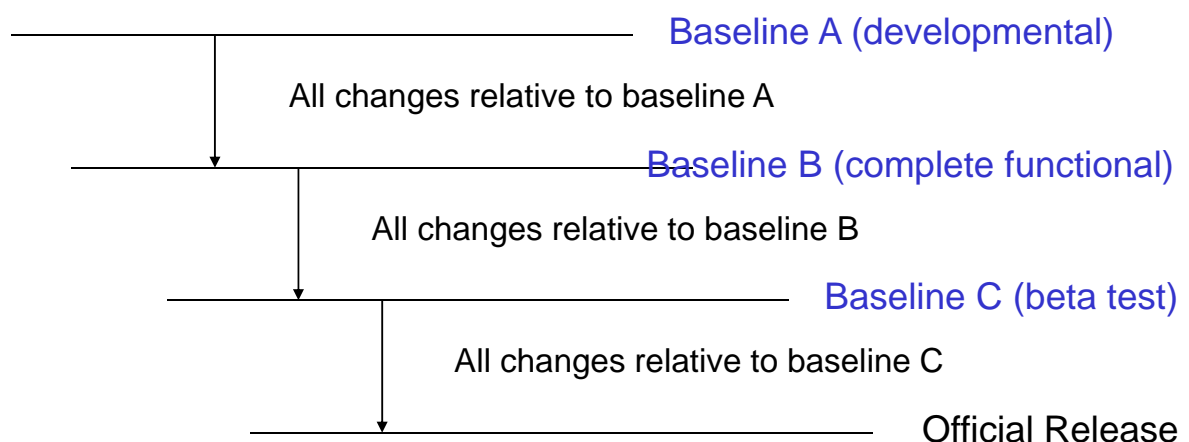 Baseline A (developmental)
All changes relative to baseline A
Baseline B (complete functional)
All changes relative to baseline B
Baseline C (beta test)
All changes relative to baseline C
Official Release